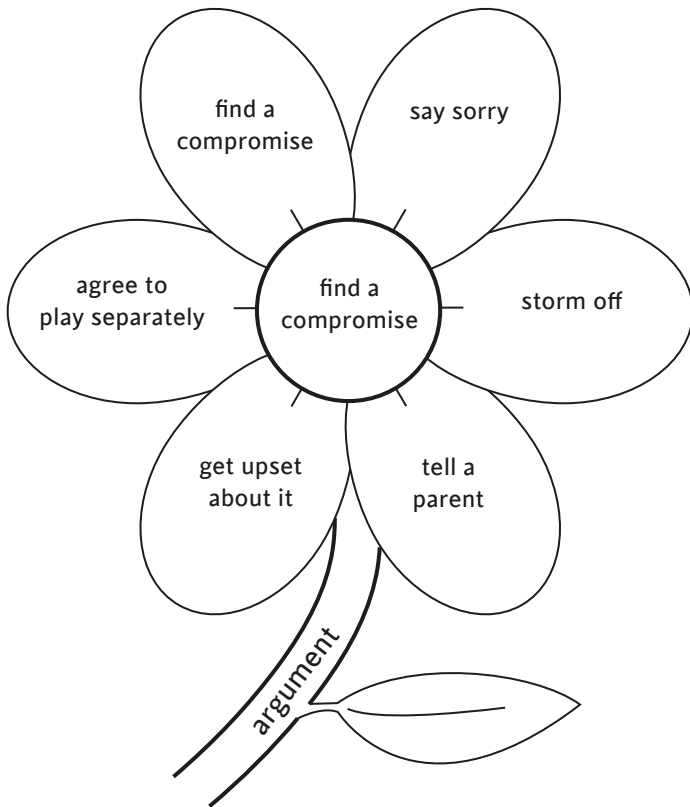 find a
compromise
say sorry
agree to
play separately
find a
compromise
storm off
get upset
about it
tell a
parent
argument